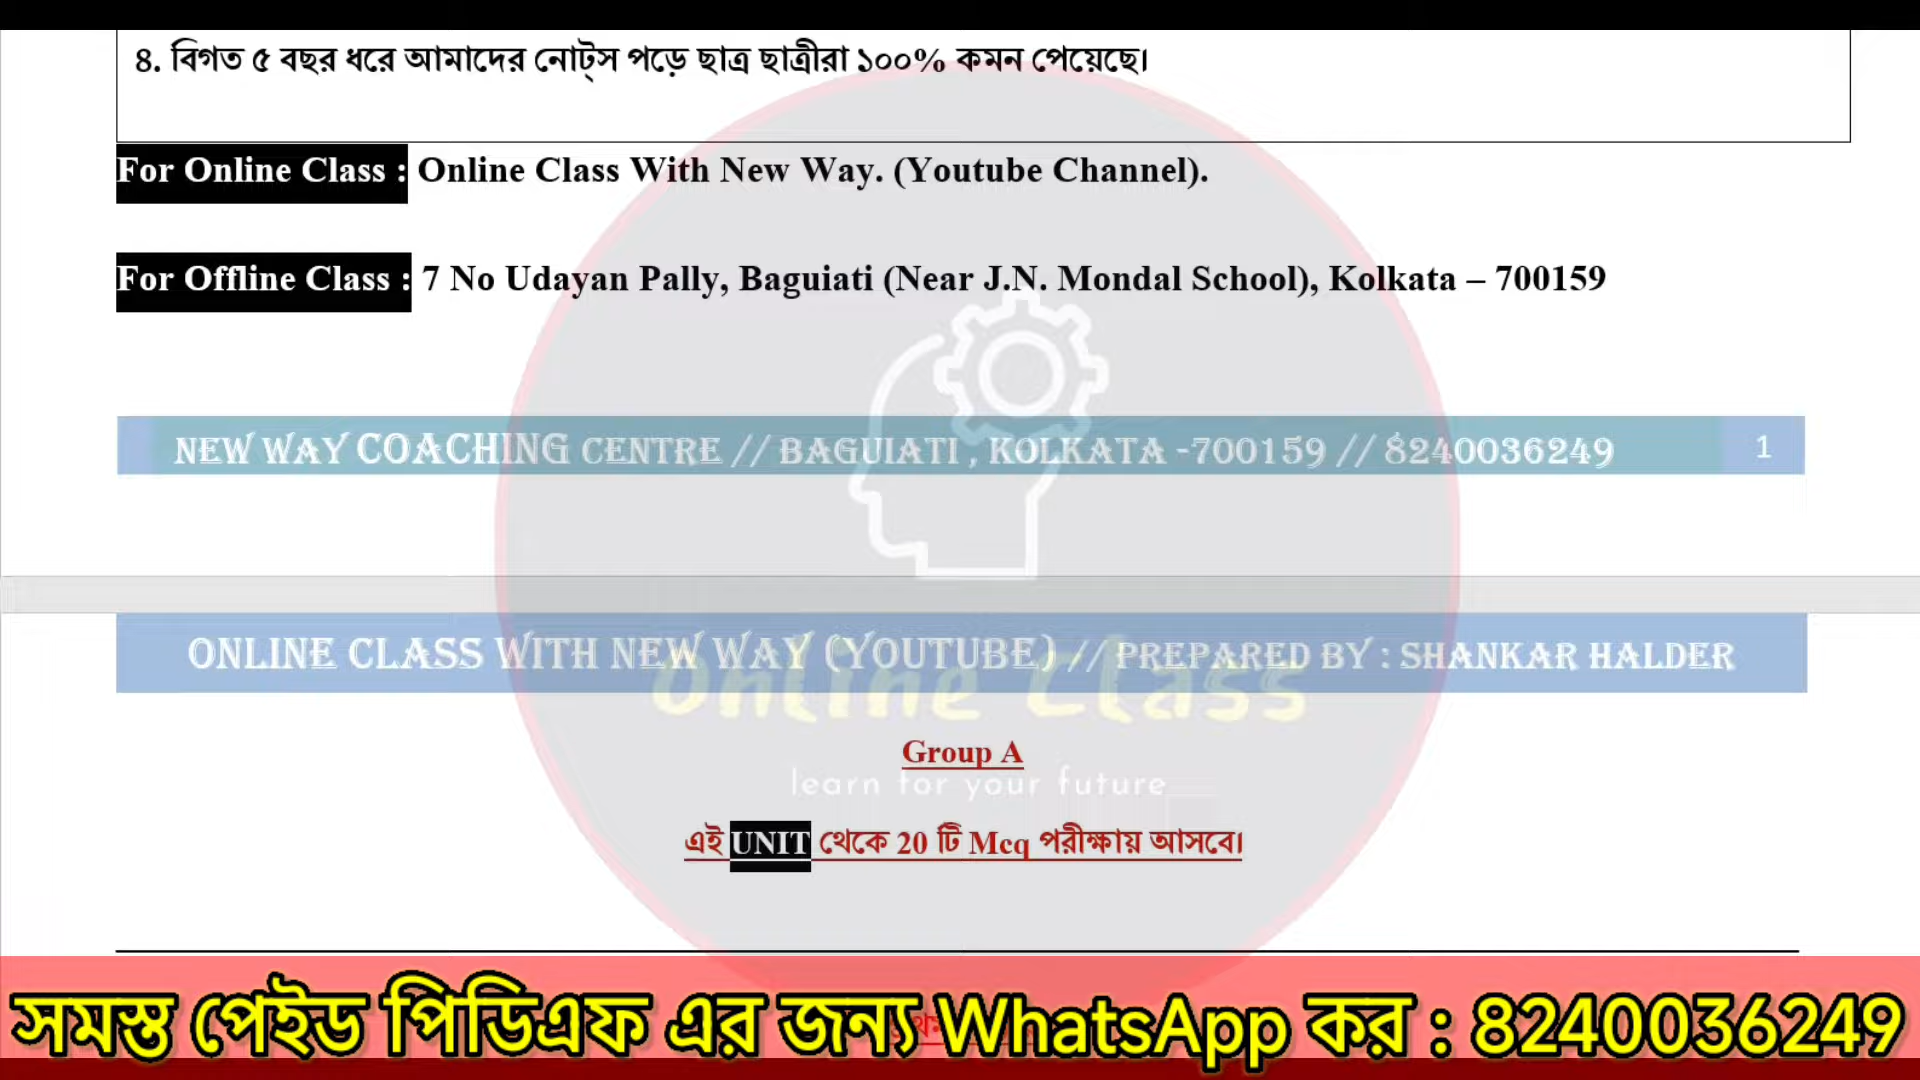 8. বিগত ৫ বছর ধরে আমাদের নোট্স পড়ে ছাত্র ছাত্রীরা ১০০% কমন পেয়েছে।
For Online Class : Online Class With New Way. (Youtube Channel).
For Offline Class : 7 No Udayan Pally, Baguiati (Near J.N. Mondal School), Kolkata – 700159
NEW WAY COACHING CENTRE // BAGUIATI , KOLKATA -700159 // 8240036249 1
ONLINE CLASS WITH NEW WAY (YOUTUBE) // PREPARED BY : SHANKAR HALDER
Online Class
Group A
learn for your future
এই UNIT থেকে 20 টি Mcq পরীক্ষায় আসবে।
সমস্ত পেইড পিডিএফ এর জন্য WhatsApp কর : 8240036249